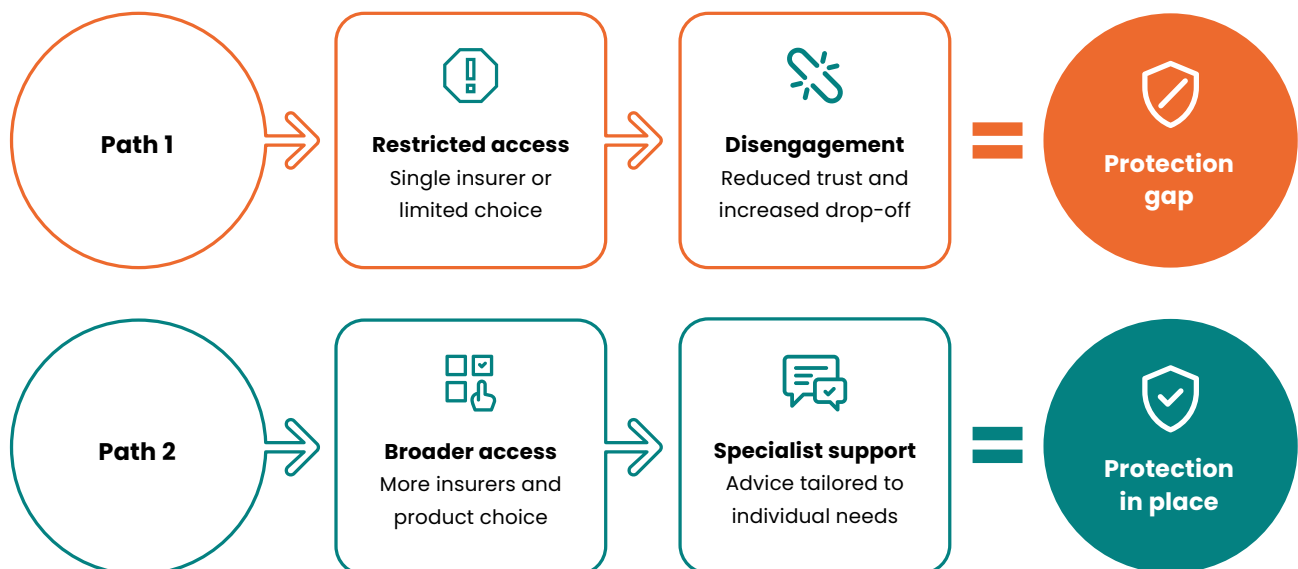 Path 1
Restricted access
Single insurer or
limited choice
Disengagement
Reduced trust and
increased drop-off
Protection
gap
Path 2
Broader access
More insurers and
product choice
Specialist support
Advice tailored to
individual needs
Protection
in place